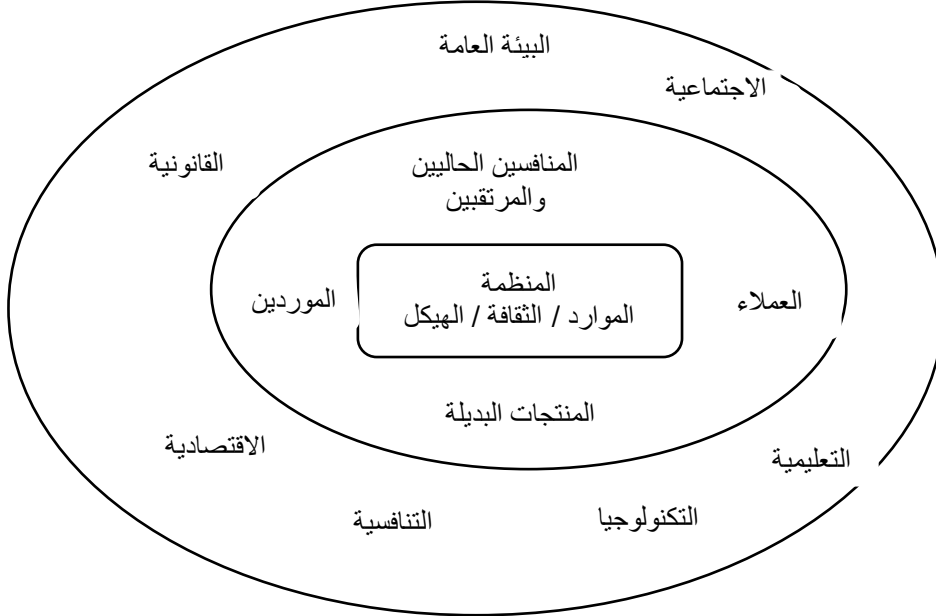 البيئة العامة
الاجتماعية
القانونية
المنافسين الحاليين
والمرتقبين
المنظمة
الموارد / الثقافة / الهيكل
العملاء
الموردين
المنتجات البديلة
التعليمية
الاقتصادية
التكنولوجيا
التنافسية